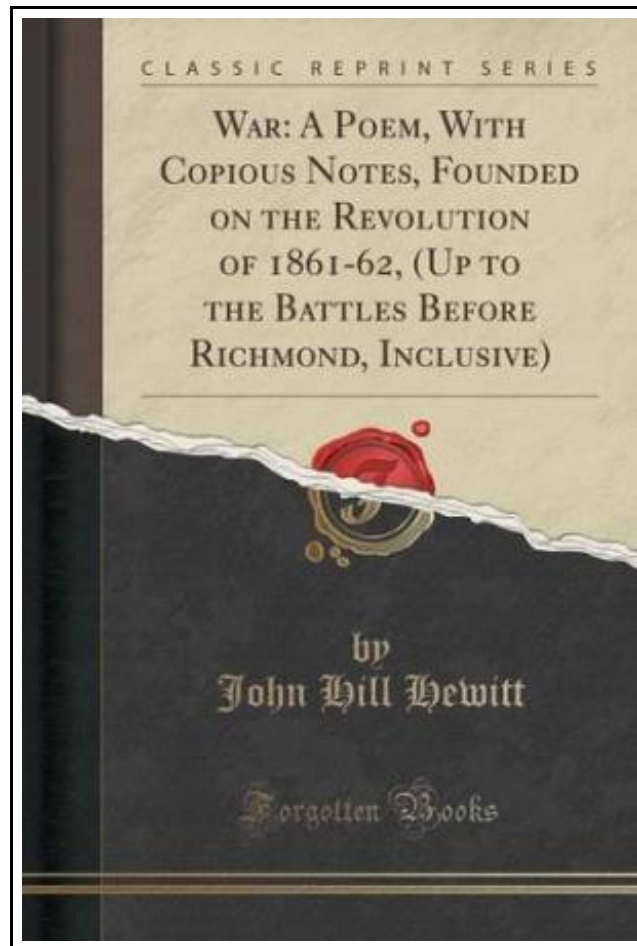 CLASSIC REPRINT SERIES
WAR: A POEM, WITH
COPIOUS NOTES, FOUNDED
ON THE REVOLUTION
OF 1861-62, (UP TO
THE BATTLES BEFORE
RICHMOND, INCLUSIVE)
by
John Hill Hewitt
Forgotten Books